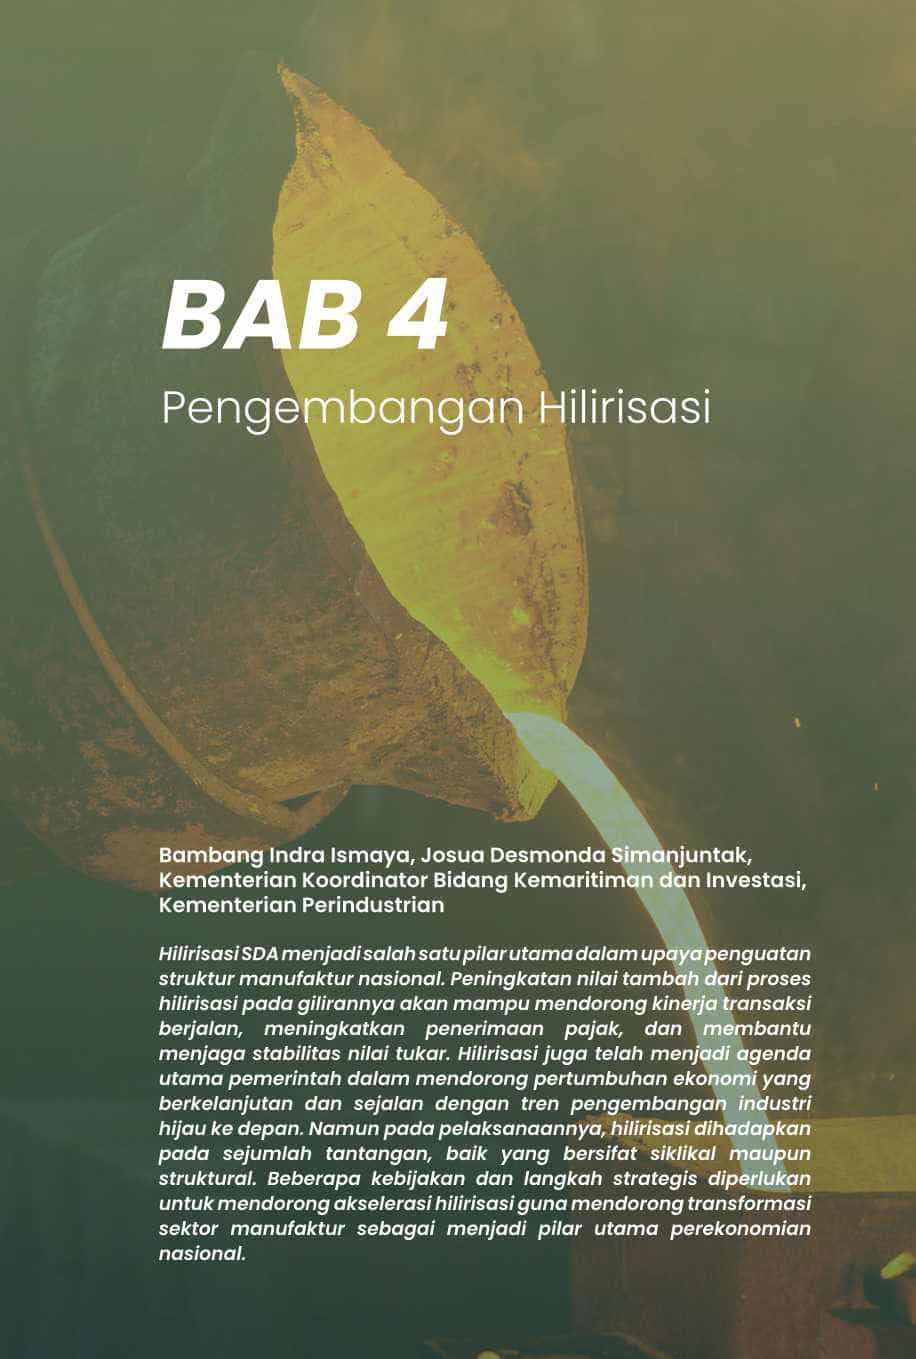 BAB 4
Pengembangan Hilirisasi
Bambang Indra Ismaya, Josua Desmonda Simanjuntak,
Kementerian Koordinator Bidang Kemaritiman dan Investasi,
Kementerian Perindustrian
Hilirisasi SDA menjadi salah satu pilar utama dalam upaya penguatan
struktur manufaktur nasional. Peningkatan nilai tambah dari proses
hilirisasi pada gilirannya akan mampu mendorong kinerja transaksi
berjalan, meningkatkan penerimaan pajak, dan membantu
menjaga stabilitas nilai tukar. Hilirisasi juga telah menjadi agenda
utama pemerintah dalam mendorong pertumbuhan ekonomi yang
berkelanjutan dan sejalan dengan tren pengembangan industri
hijau ke depan. Namun pada pelaksanaannya, hilirisasi dihadapkan
pada sejumlah tantangan, baik yang bersifat siklikal maupun
struktural. Beberapa kebijakan dan langkah strategis diperlukan
untuk mendorong akselerasi hilirisasi guna mendorong transformasi
sektor manufaktur sebagai menjadi pilar utama perekonomian
nasional.